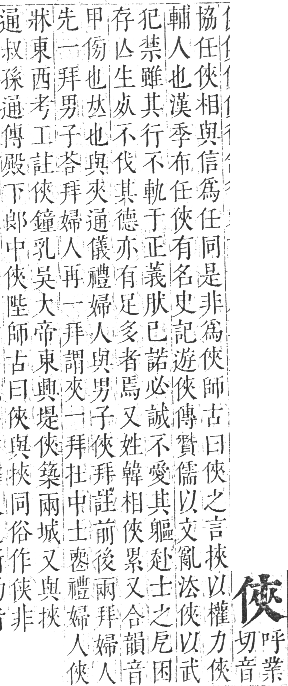 俠呼業切音
協任俠相與信爲任同是非爲俠師古曰俠之言挾以權力俠
輔人也漢季布任俠有名史記遊俠傳贊儒以文亂法俠以武
犯禁雖其行不軌于正義肰已諾必誠不愛其軀赴士之戹困
存亾生㱙不伐其德亦有足多者焉又姓韓相俠累又合韻音
甲傍也夶也與夾通儀禮婦人與男子俠拜註前後兩拜婦人
先一拜男子荅拜婦人再一拜謂夾一拜扗中士喪禮婦人俠
牀東西考工註俠鐘乳吳大帝東興堤俠築兩城又與挾
通叔孫通傳殿下郎中俠陛師古曰俠與挾同俗作侠非